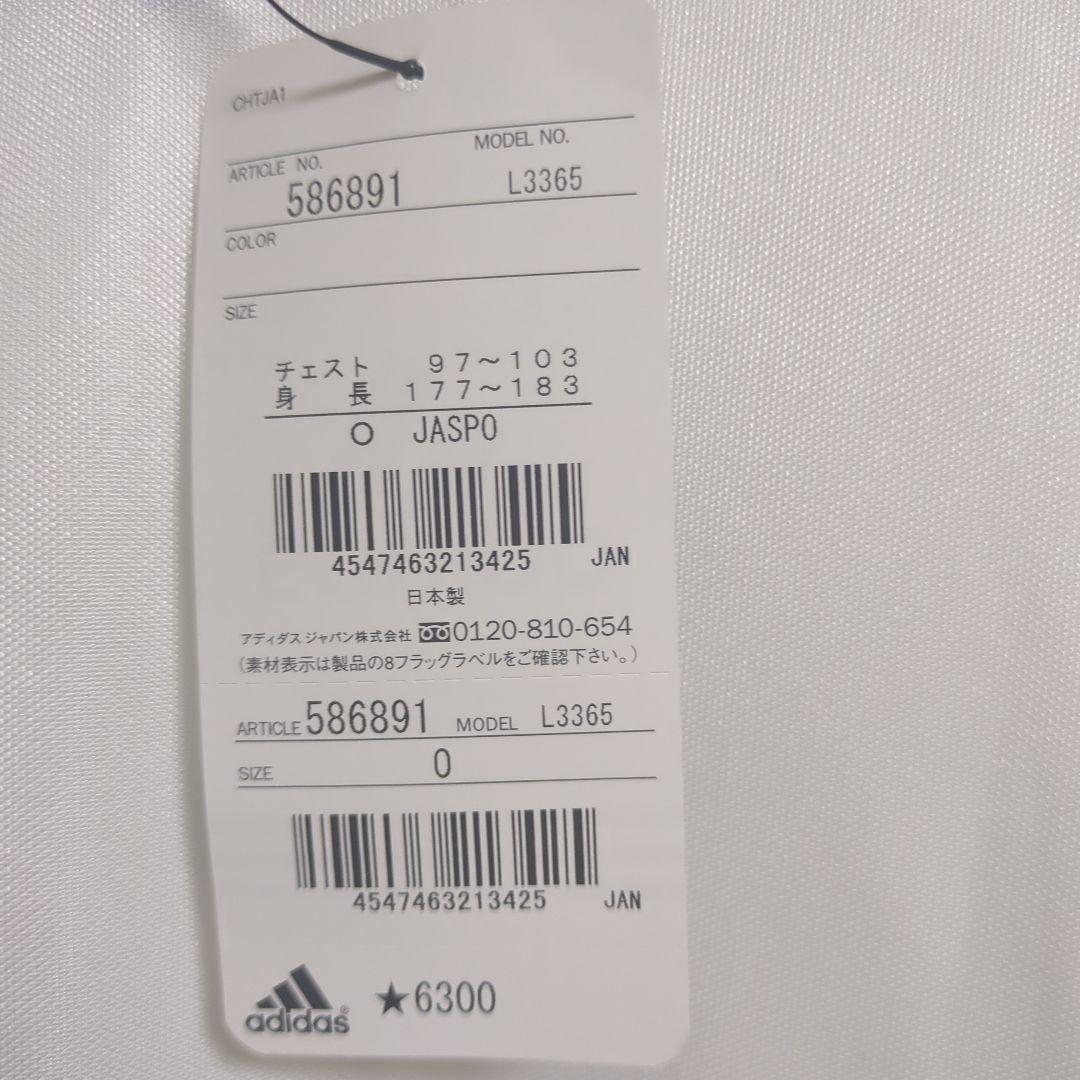 CHTJA1
ARTICLE NO. MODEL NO.
586891 L3365
COLOR
SIZE
チェスト 97〜103
身長 177〜183
O JASPO
4547463213425 JAN
日本製
アディダス ジャパン株式会社 0120-810-654
(素材表示は製品の8フラッグラベルをご確認下さい。)
ARTICLE 586891 MODEL L3365
SIZE O
4547463213425 JAN
adidas® ★6300